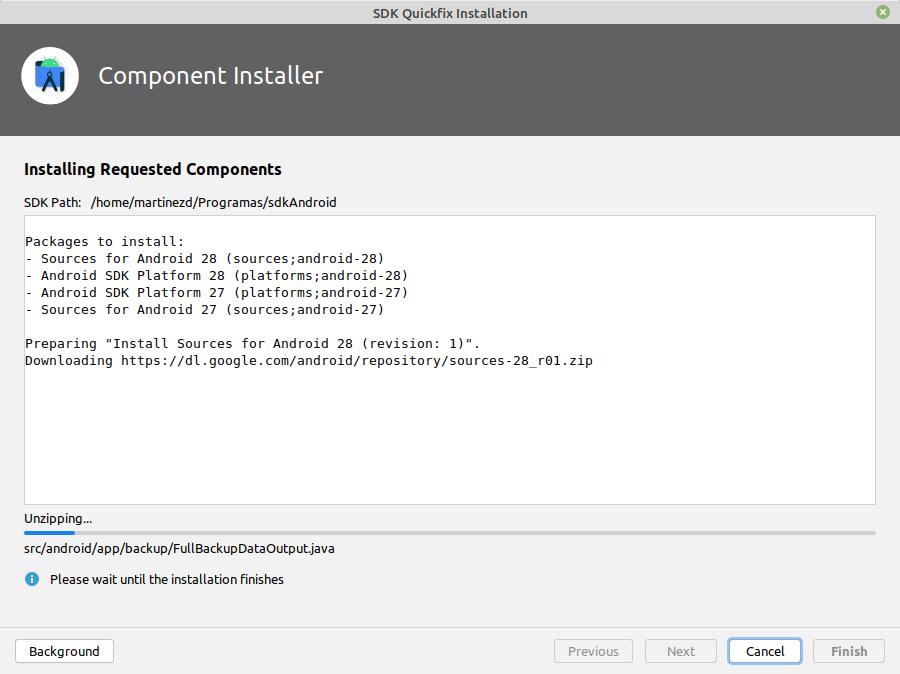 SDK Quickfix Installation
Component Installer
Installing Requested Components
SDK Path: /home/martinezd/Programas/sdkAndroid
Packages to install:
- Sources for Android 28 (sources;android-28)
- Android SDK Platform 28 (platforms;android-28)
- Android SDK Platform 27 (platforms;android-27)
- Sources for Android 27 (sources;android-27)
Preparing "Install Sources for Android 28 (revision: 1)".
Downloading https://dl.google.com/android/repository/sources-28_r01.zip
Unzipping...
src/android/app/backup/FullBackupDataOutput.java
Please wait until the installation finishes
Background Previous Next Cancel Finish